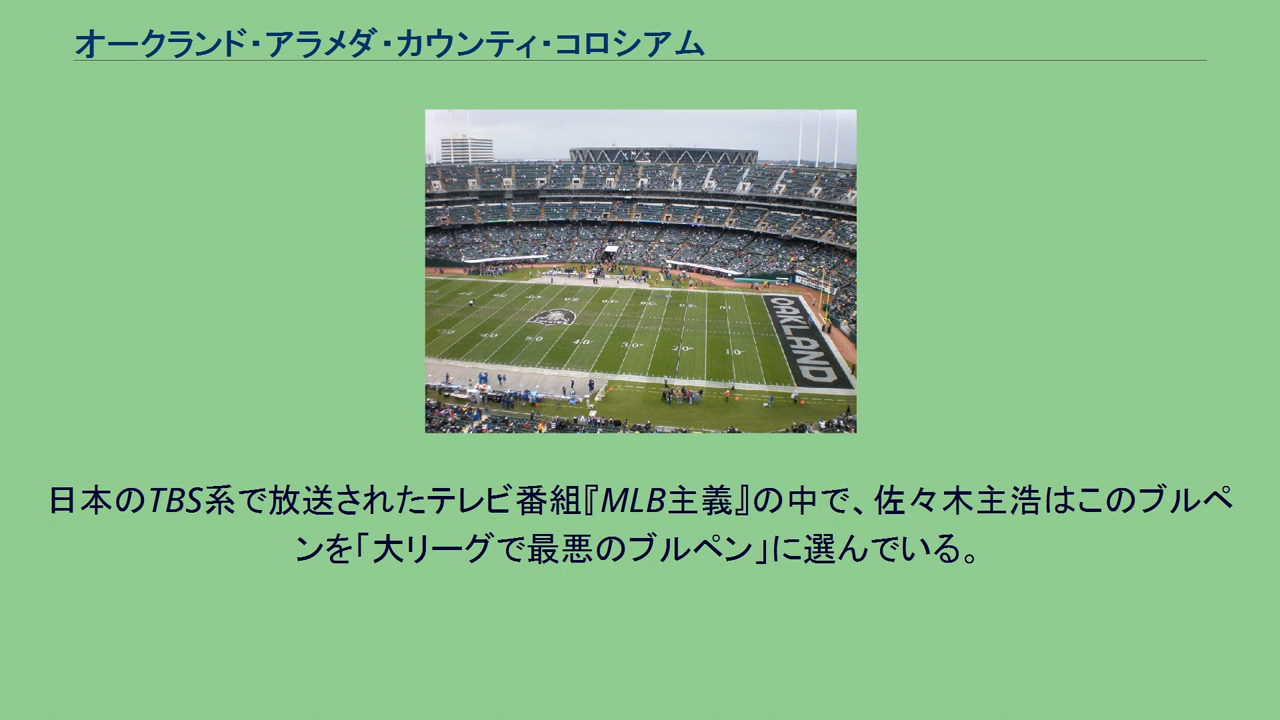 オークランド・アラメダ・カウンティ・コロシアム
OAKLAND
日本のTBS系で放送されたテレビ番組『MLB主義』の中で、佐々木主浩はこのブルペ
ンを「大リーグで最悪のブルペン」に選んでいる。